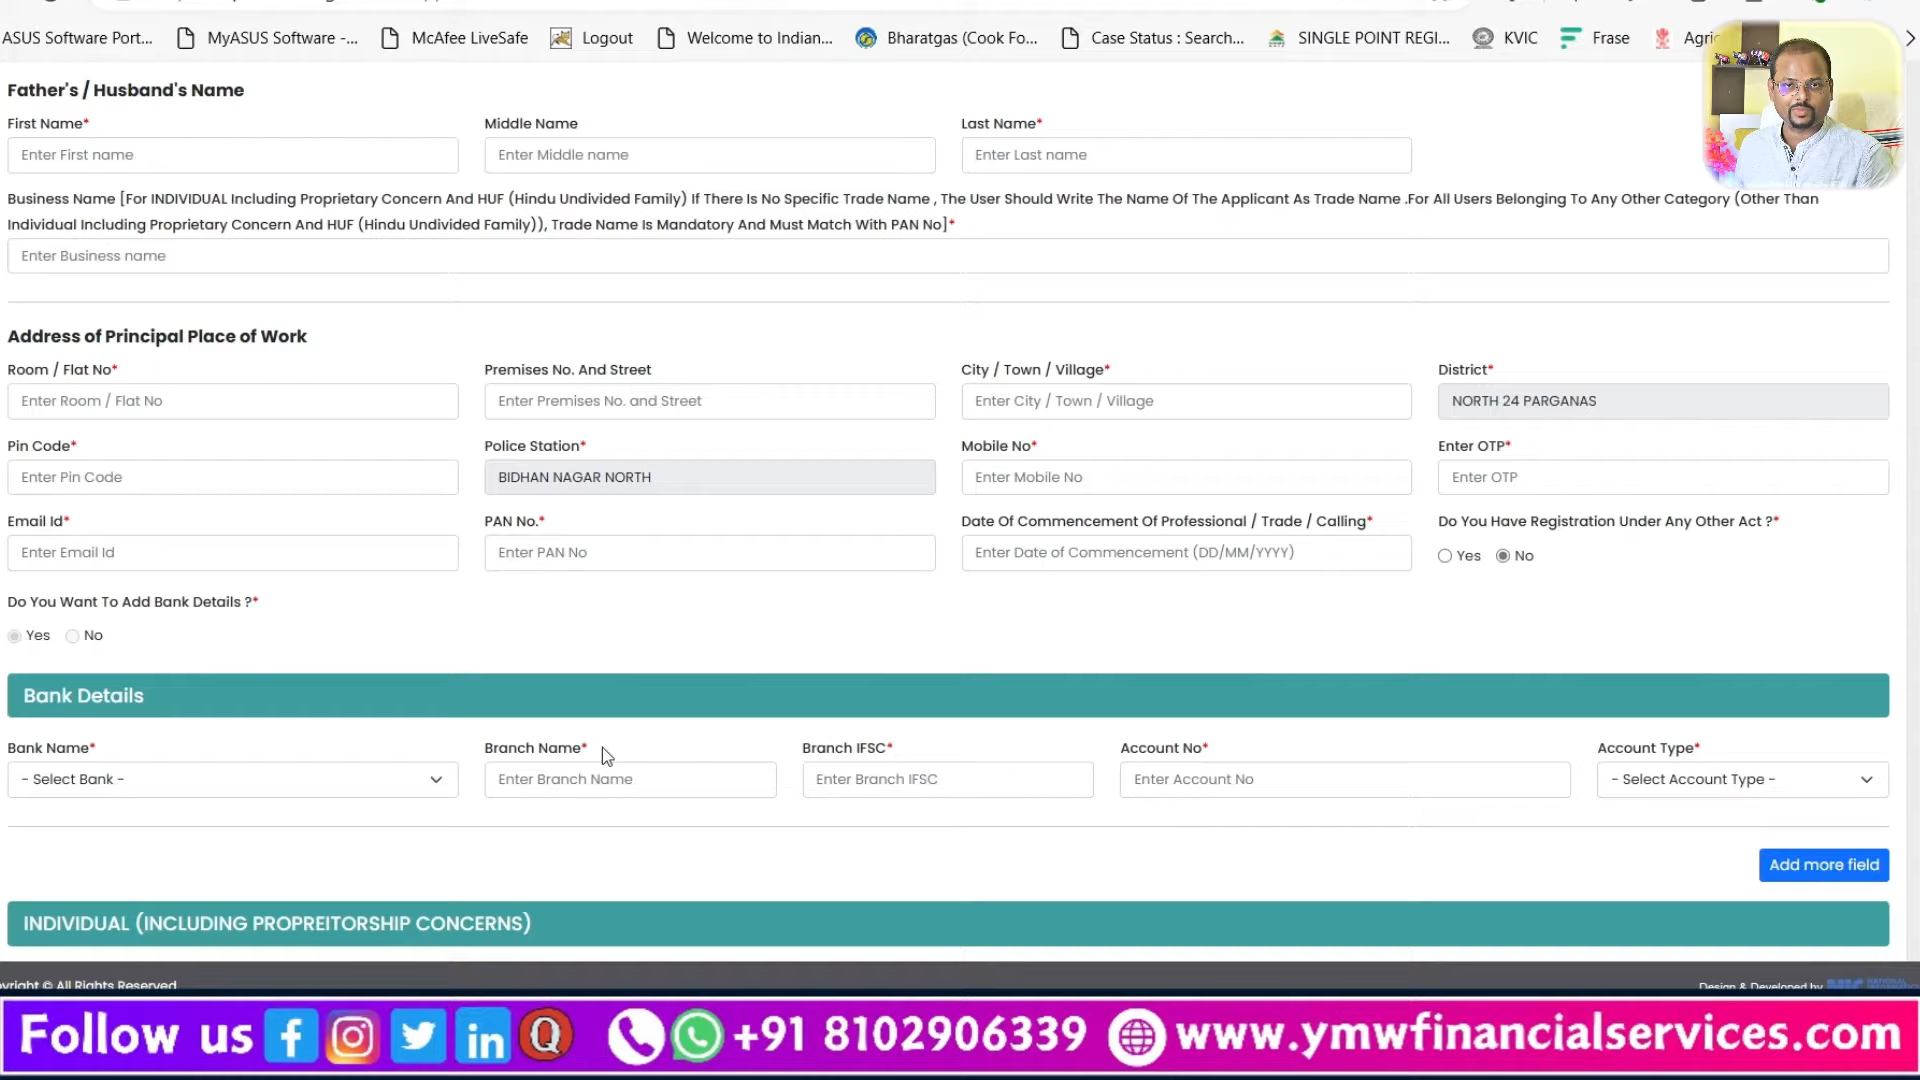 ASUS Software Port... MyASUS Software -... McAfee LiveSafe Logout Welcome to Indian... Bharatgas (Cook Fo... Case Status : Search... SINGLE POINT REGI... KVIC Frase
Father's / Husband's Name
First Name* Middle Name Last Name*
Enter First name Enter Middle name Enter Last name
Business Name [For INDIVIDUAL Including Proprietary Concern And HUF (Hindu Undivided Family) If There Is No Specific Trade Name , The User Should Write The Name Of The Applicant As Trade Name .For All Users Belonging To Any Other Category (Other Than
Individual Including Proprietary Concern And HUF (Hindu Undivided Family)), Trade Name Is Mandatory And Must Match With PAN No]*
Enter Business name
Address of Principal Place of Work
Room / Flat No* Premises No. And Street City / Town / Village* District*
Enter Room / Flat No Enter Premises No. and Street Enter City / Town / Village NORTH 24 PARGANAS
Pin Code* Police Station* Mobile No* Enter OTP*
Enter Pin Code BIDHAN NAGAR NORTH Enter Mobile No Enter OTP
Email Id* PAN No.* Date Of Commencement Of Professional / Trade / Calling* Do You Have Registration Under Any Other Act ?*
Enter Email Id Enter PAN No Enter Date of Commencement (DD/MM/YYYY) Yes No
Do You Want To Add Bank Details ?*
Yes No
Bank Details
Bank Name* Branch Name* Branch IFSC* Account No* Account Type*
- Select Bank - Enter Branch Name Enter Branch IFSC Enter Account No - Select Account Type -
Add more field
INDIVIDUAL (INCLUDING PROPREITORSHIP CONCERNS)
yright © All Rights Reserved Design & Developed by
Follow us +91 8102906339 www.ymwfinancialservices.com